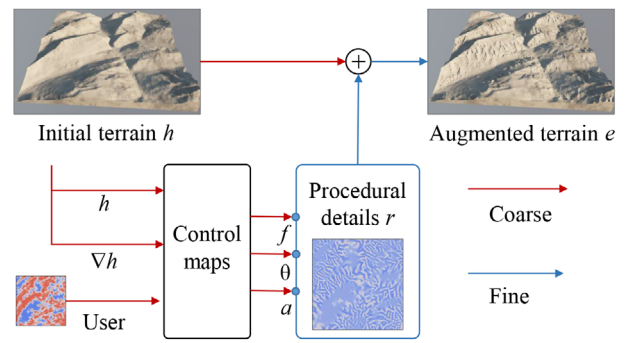 Initial terrain h
+
Augmented terrain e
h
∇h
User
Control
maps
f
θ
a
Procedural
details r
Coarse
Fine